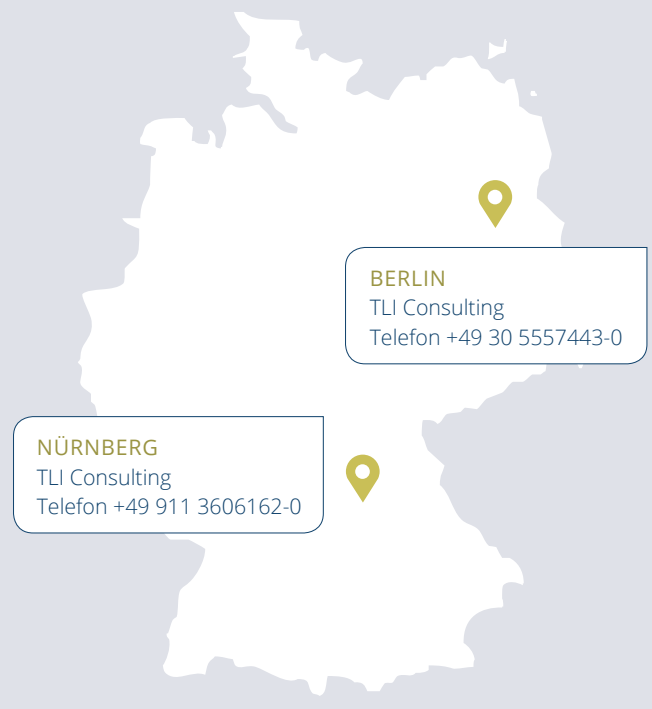 BERLIN
TLI Consulting
Telefon +49 30 5557443-0
NÜRNBERG
TLI Consulting
Telefon +49 911 3606162-0